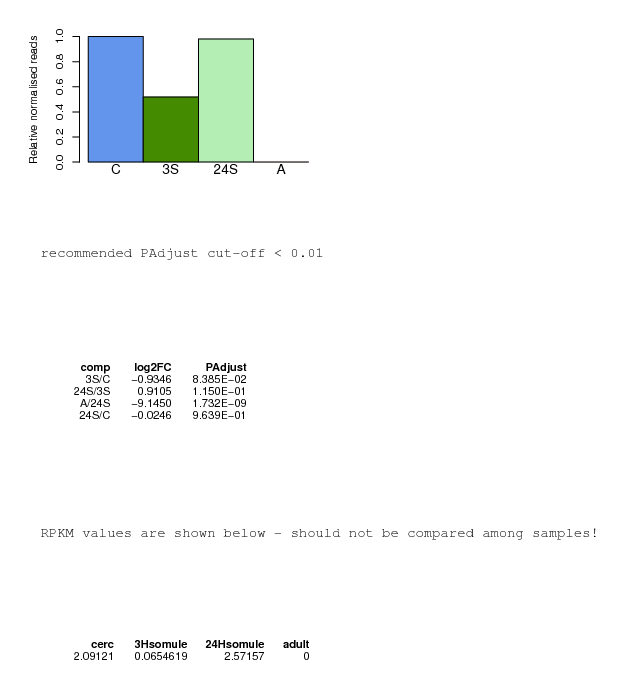 Relative normalised reads
1.0
0.8
0.6
0.4
0.2
0.0
C 3S 24S A
recommended PAdjust cut-off < 0.01
comp log2FC PAdjust
3S/C −0.9346 8.385E−02
24S/3S 0.9105 1.150E−01
A/24S −9.1450 1.732E−09
24S/C −0.0246 9.639E−01
RPKM values are shown below - should not be compared among samples!
cerc 3Hsomule 24Hsomule adult
2.09121 0.0654619 2.57157 0